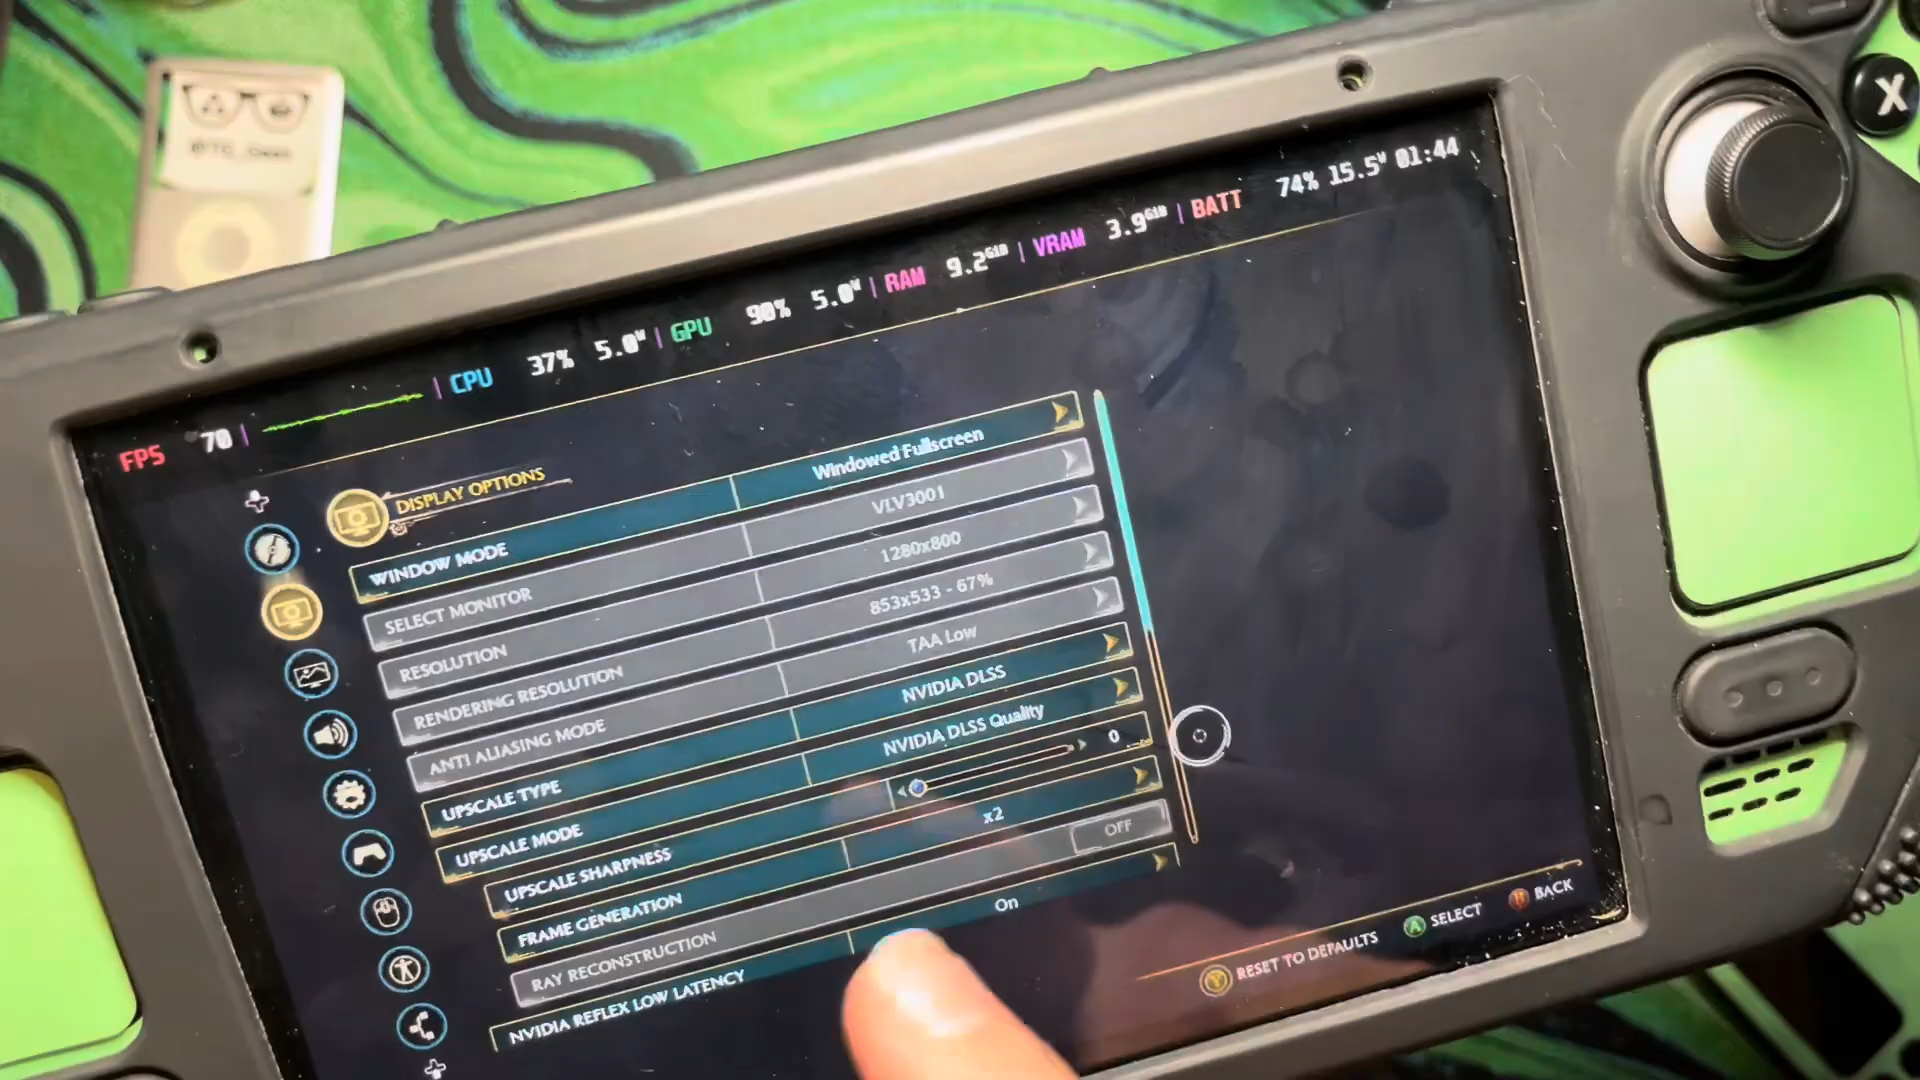 X
FPS 70 | CPU 37% 5.0W | GPU 90% 5.0W | RAM 9.2GiB | VRAM 3.9GiB | BATT 74% 15.5W 01:44
DISPLAY OPTIONS
WINDOW MODE Windowed Fullscreen
SELECT MONITOR VLV3001
RESOLUTION 1280x800
RENDERING RESOLUTION 853x533 - 67%
ANTI ALIASING MODE TAA Low
UPSCALE TYPE NVIDIA DLSS
UPSCALE MODE NVIDIA DLSS Quality
UPSCALE SHARPNESS 0
FRAME GENERATION x2
RAY RECONSTRUCTION OFF
NVIDIA REFLEX LOW LATENCY On
Y RESET TO DEFAULTS A SELECT B BACK